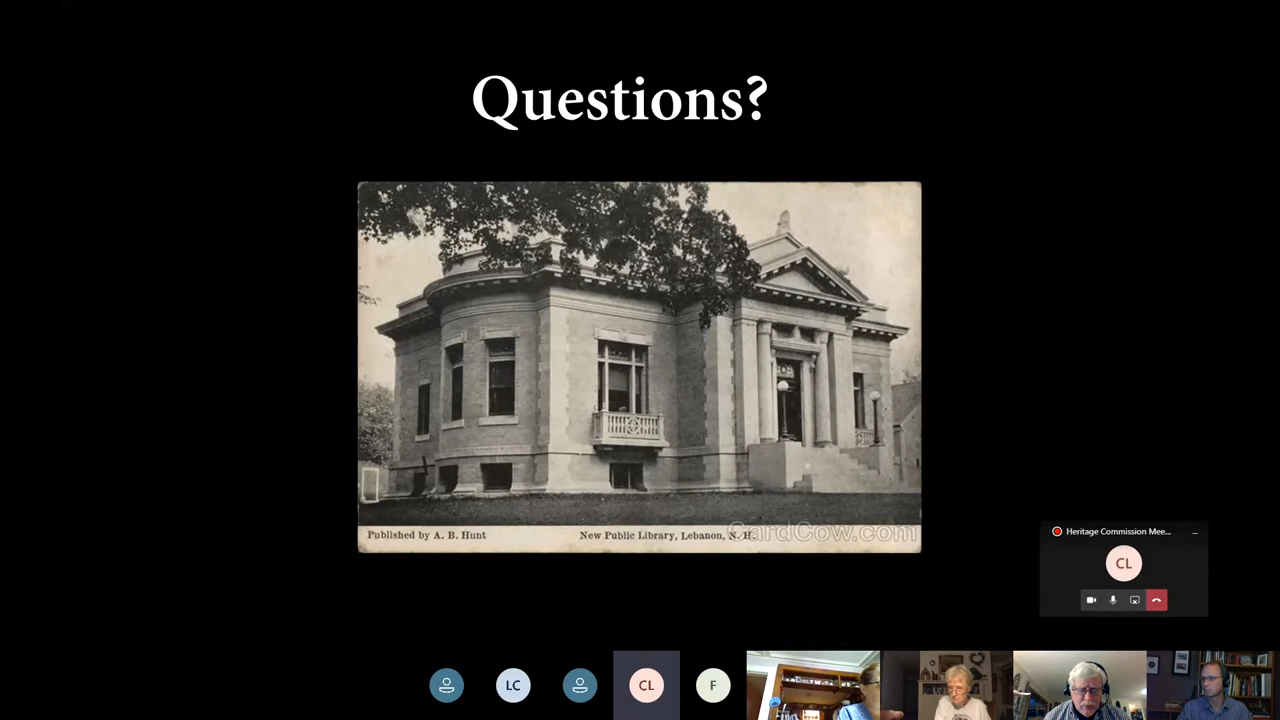 Questions?
Published by A. B. Hunt
New Public Library, Lebanon, N. H.
CardCow.com
Heritage Commission Mee...
CL
LC
CL
F